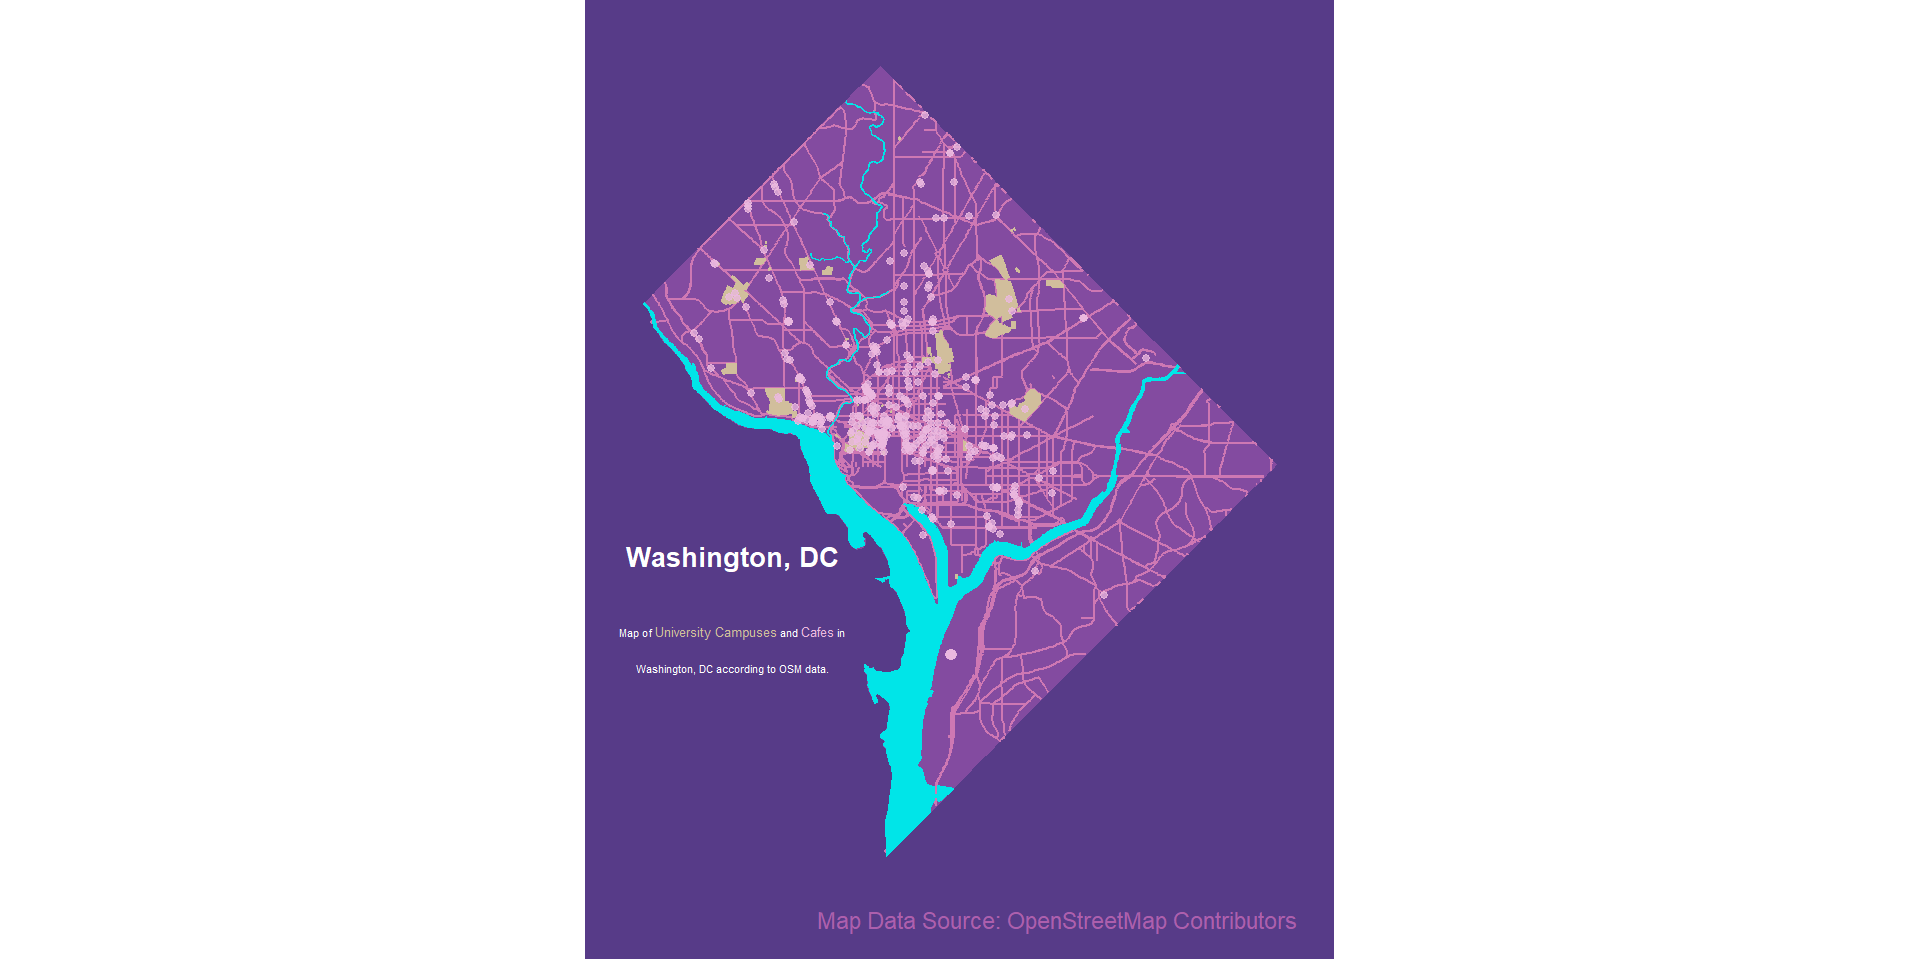 Washington, DC
Map of University Campuses and Cafes in
Washington, DC according to OSM data.
Map Data Source: OpenStreetMap Contributors